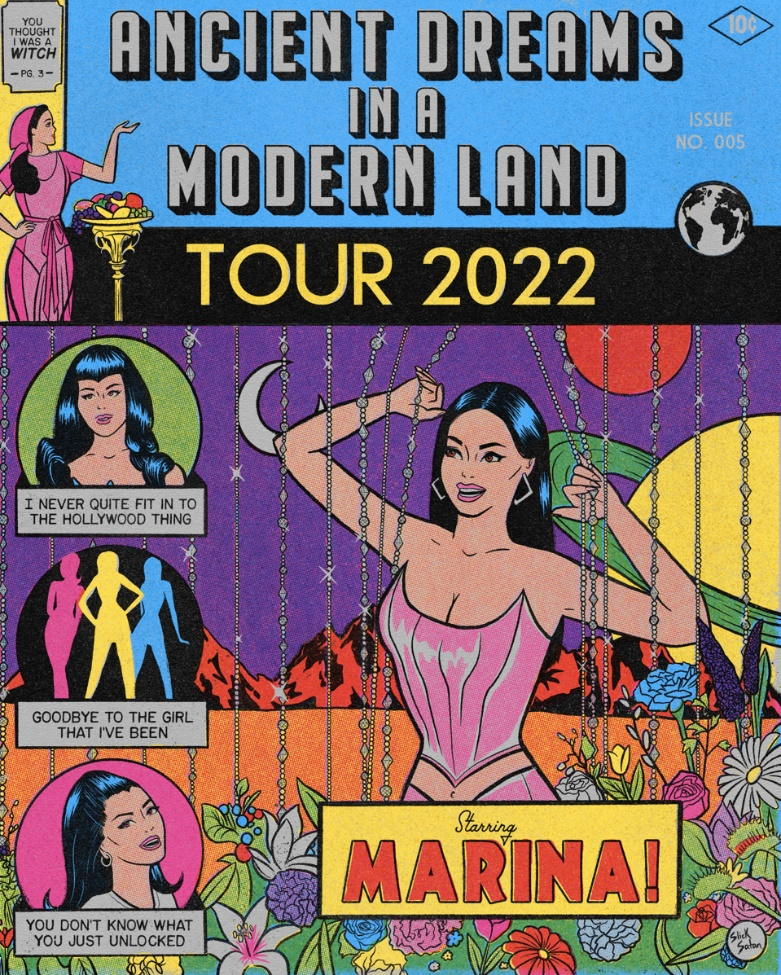 YOU
THOUGHT
I WAS A
WITCH
— PG. 3 —
ANCIENT DREAMS
IN A
MODERN LAND
10¢
ISSUE
NO. 005
TOUR 2022
I NEVER QUITE FIT IN TO
THE HOLLYWOOD THING
GOODBYE TO THE GIRL
THAT I'VE BEEN
YOU DON'T KNOW WHAT
YOU JUST UNLOCKED
Starring
MARINA!
Slick
Satan